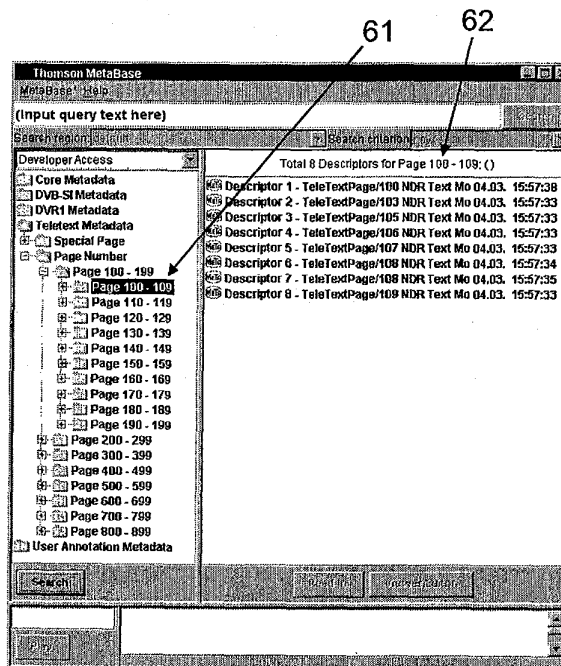 61
62
Thomson MetaBase
MetaBase Help
(Input query text here)
Search region: default
Search criterion:
Developer Access
Total 8 Descriptors for Page 100 - 109: ( )
Core Metadata
DVB-SI Metadata
DVR1 Metadata
Teletext Metadata
Special Page
Page Number
Page 100 - 199
Page 100 - 109
Page 110 - 119
Page 120 - 129
Page 130 - 139
Page 140 - 149
Page 150 - 159
Page 160 - 169
Page 170 - 179
Page 180 - 189
Page 190 - 199
Page 200 - 299
Page 300 - 399
Page 400 - 499
Page 500 - 599
Page 600 - 699
Page 700 - 799
Page 800 - 899
User Annotation Metadata
Descriptor 1 - TeleTextPage/100 NDR Text Mo 04.03. 15:57:38
Descriptor 2 - TeleTextPage/103 NDR Text Mo 04.03. 15:57:33
Descriptor 3 - TeleTextPage/105 NDR Text Mo 04.03. 15:57:33
Descriptor 4 - TeleTextPage/106 NDR Text Mo 04.03. 15:57:33
Descriptor 5 - TeleTextPage/107 NDR Text Mo 04.03. 15:57:33
Descriptor 6 - TeleTextPage/108 NDR Text Mo 04.03. 15:57:34
Descriptor 7 - TeleTextPage/108 NDR Text Mo 04.03. 15:57:35
Descriptor 8 - TeleTextPage/109 NDR Text Mo 04.03. 15:57:33
Search
Play